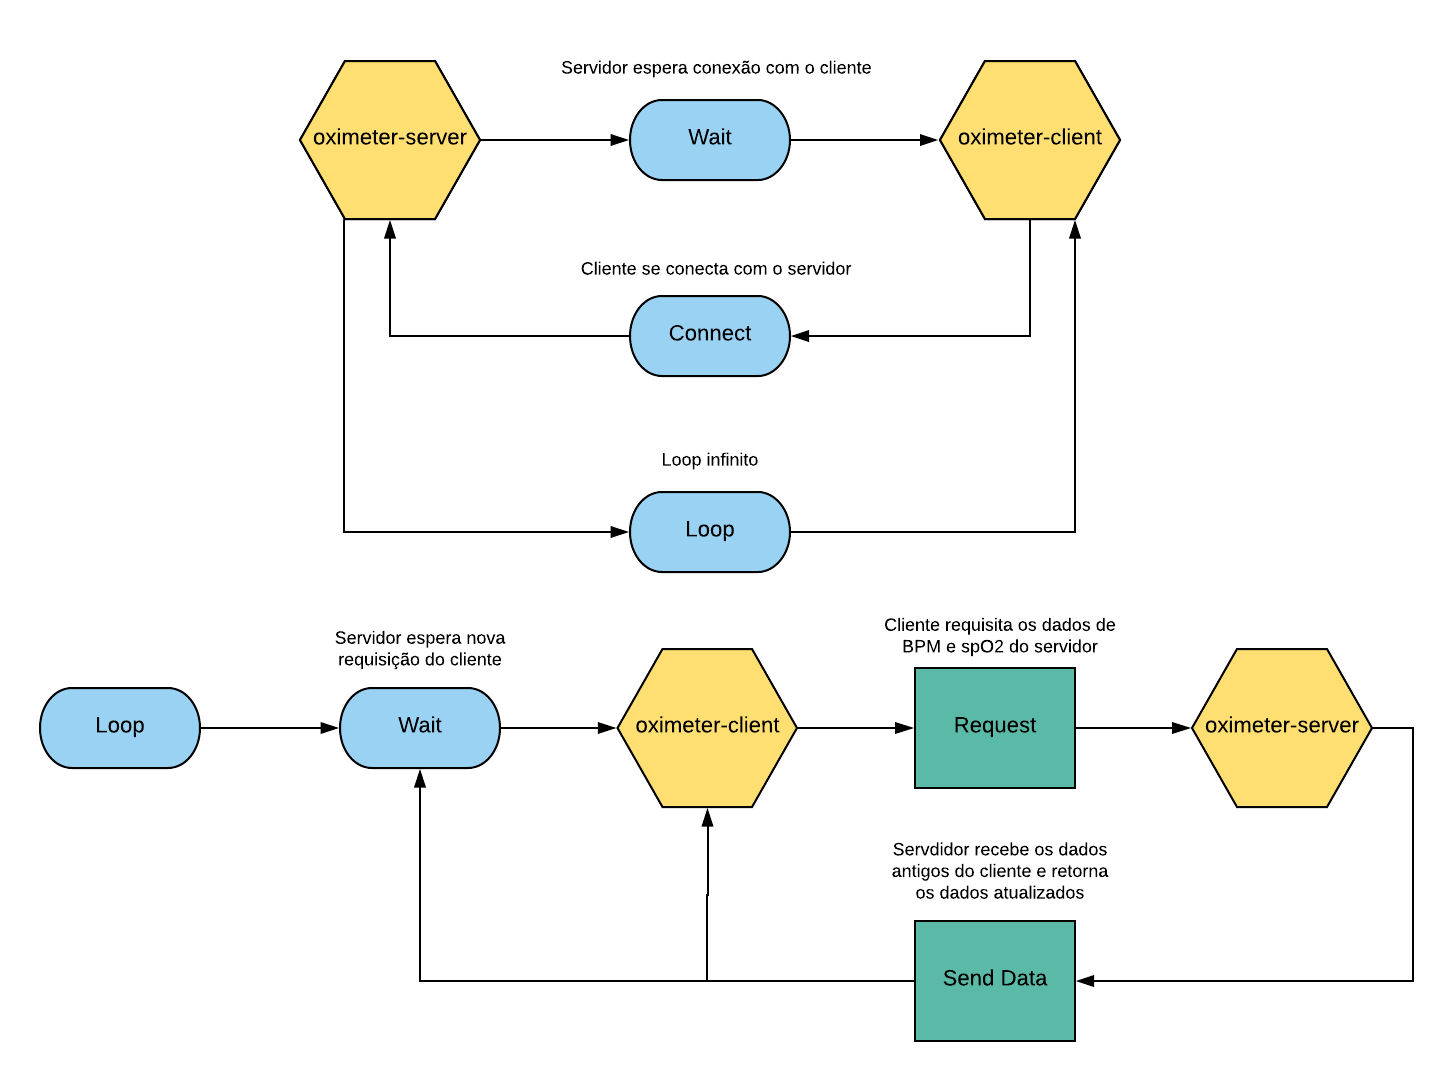 Servidor espera conexão com o cliente
oximeter-server
Wait
oximeter-client
Cliente se conecta com o servidor
Connect
Loop infinito
Loop
Servidor espera nova
requisição do cliente
Cliente requisita os dados de
BPM e spO2 do servidor
Loop
Wait
oximeter-client
Request
oximeter-server
Servdidor recebe os dados
antigos do cliente e retorna
os dados atualizados
Send Data